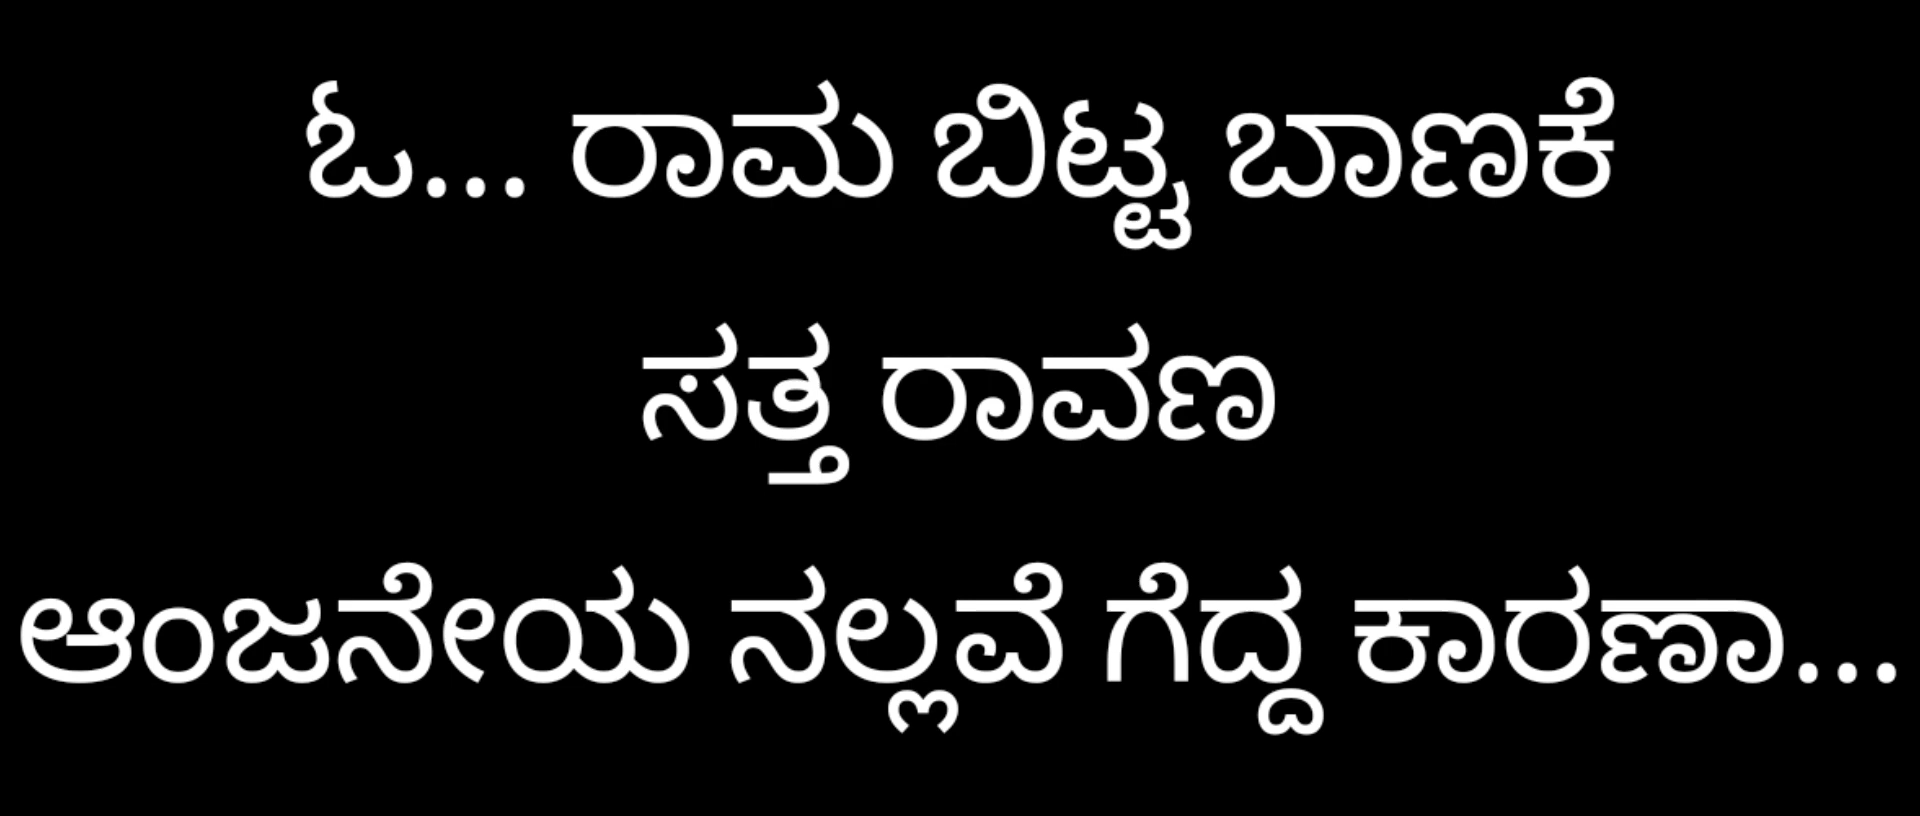 ಓ... ರಾಮ ಬಿಟ್ಟ ಬಾಣಕೆ
ಸತ್ತ ರಾವಣ
ಆಂಜನೇಯ ನಲ್ಲವೆ ಗೆದ್ದ ಕಾರಣಾ...